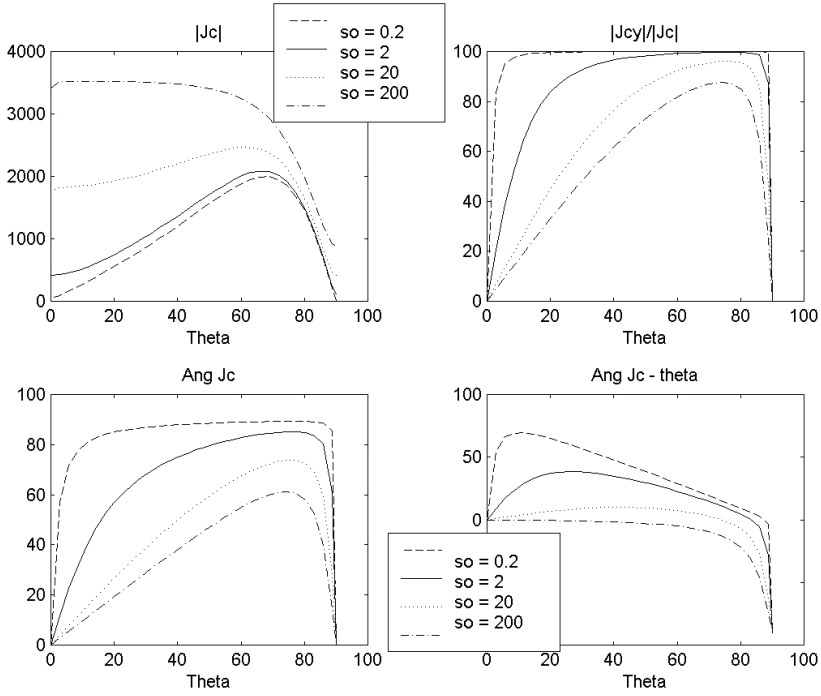 |Jc|
4000
3000
2000
1000
0
0 20 40 60 80 100
Theta
so = 0.2
so = 2
so = 20
so = 200
|Jcy|/|Jc|
100
80
60
40
20
0
0 20 40 60 80 100
Theta
Ang Jc
100
80
60
40
20
0
0 20 40 60 80 100
Theta
Ang Jc - theta
100
50
0
0 20 40 60 80 100
Theta
so = 0.2
so = 2
so = 20
so = 200